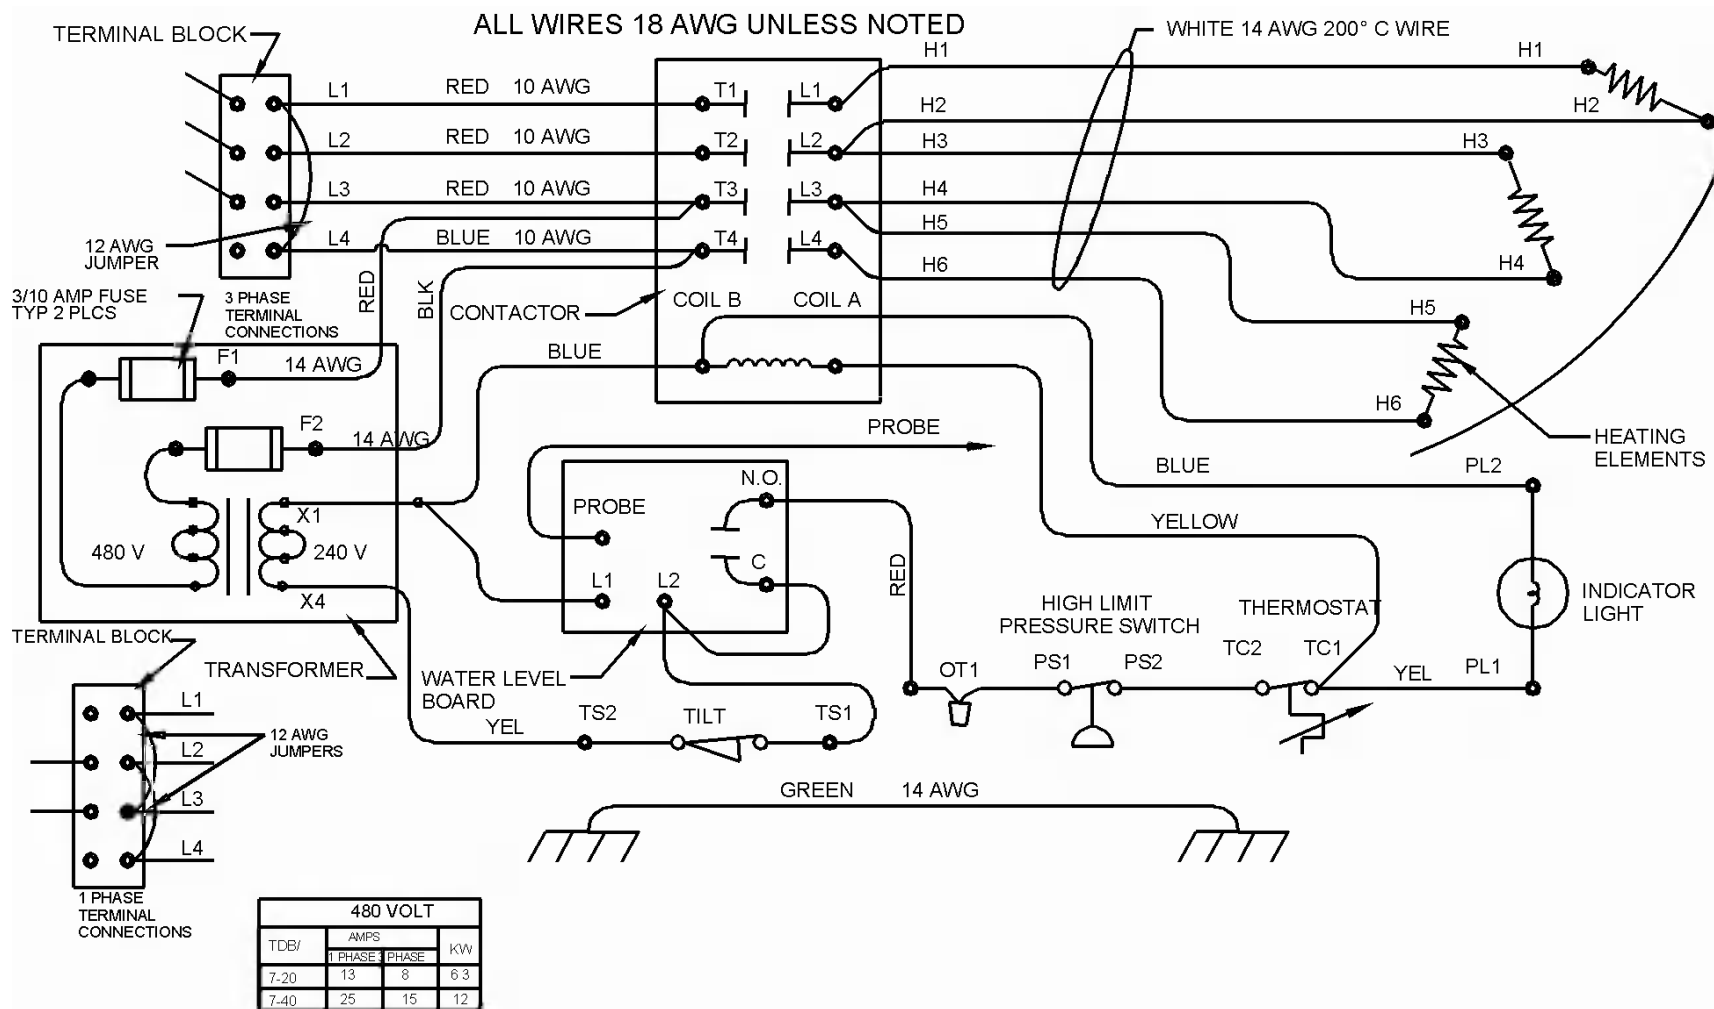 ALL WIRES 18 AWG UNLESS NOTED
TERMINAL BLOCK
WHITE 14 AWG 200° C WIRE
H1
H1
L1
RED 10 AWG
T1
L1
H2
H2
L2
RED 10 AWG
T2
L2
H3
H3
L3
RED 10 AWG
T3
L3
H4
H5
12 AWG
JUMPER
L4
BLUE 10 AWG
T4
L4
H6
H4
3/10 AMP FUSE
TYP 2 PLCS
3 PHASE
TERMINAL
CONNECTIONS
RED
BLK
CONTACTOR
COIL B
COIL A
H5
F1
14 AWG
BLUE
H6
F2
14 AWG
PROBE
HEATING
ELEMENTS
BLUE
PL2
N.O.
PROBE
X1
480 V
240 V
YELLOW
C
L1
L2
RED
X4
HIGH LIMIT
PRESSURE SWITCH
THERMOSTAT
INDICATOR
LIGHT
TERMINAL BLOCK
TRANSFORMER
WATER LEVEL
BOARD
OT1
PS1
PS2
TC2
TC1
YEL
PL1
L1
YEL
TS2
TILT
TS1
12 AWG
JUMPERS
L2
L3
GREEN 14 AWG
L4
1 PHASE
TERMINAL
CONNECTIONS
480 VOLT
TDB/
AMPS
KW
1 PHASE 3 PHASE
7-20 13 8 6.3
7-40 25 15 12